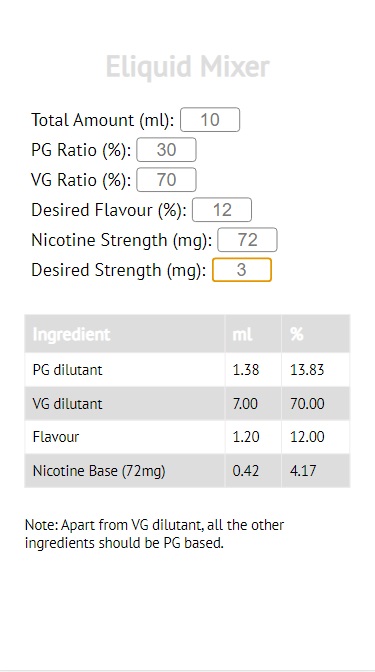 Eliquid Mixer
Total Amount (ml): 10
PG Ratio (%): 30
VG Ratio (%): 70
Desired Flavour (%): 12
Nicotine Strength (mg): 72
Desired Strength (mg): 3
Ingredient ml %
PG dilutant 1.38 13.83
VG dilutant 7.00 70.00
Flavour 1.20 12.00
Nicotine Base (72mg) 0.42 4.17
Note: Apart from VG dilutant, all the other
ingredients should be PG based.